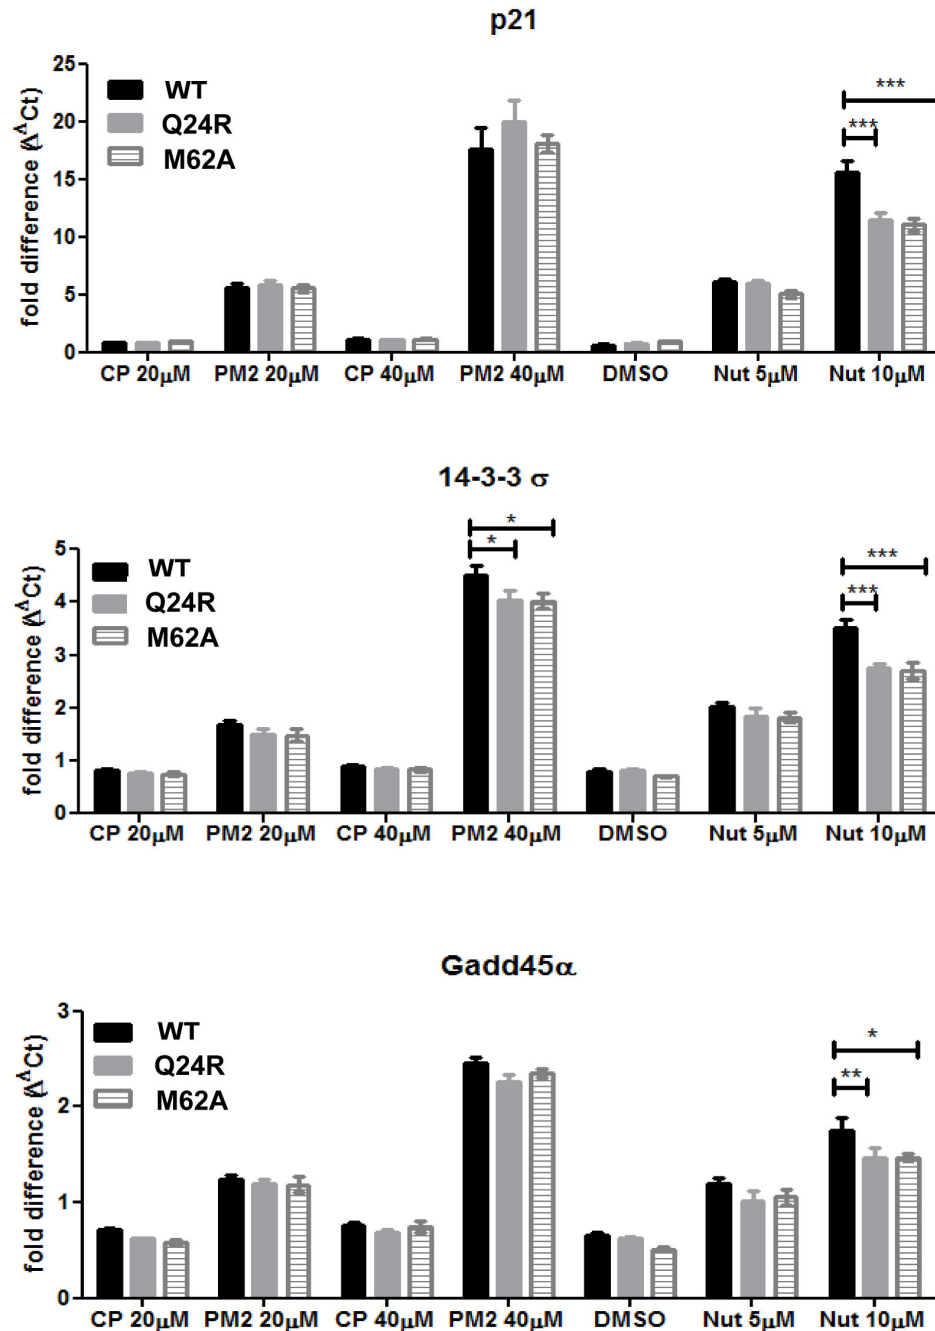 p21
fold difference (Δ^ΔCt)
25
20
15
10
5
0
WT
Q24R
M62A
***
***
CP 20µM PM2 20µM CP 40µM PM2 40µM DMSO Nut 5µM Nut 10µM
14-3-3 σ
fold difference (Δ^ΔCt)
5
4
3
2
1
0
WT
Q24R
M62A
*
*
***
***
CP 20µM PM2 20µM CP 40µM PM2 40µM DMSO Nut 5µM Nut 10µM
Gadd45α
fold difference (Δ^ΔCt)
3
2
1
0
WT
Q24R
M62A
*
**
CP 20µM PM2 20µM CP 40µM PM2 40µM DMSO Nut 5µM Nut 10µM